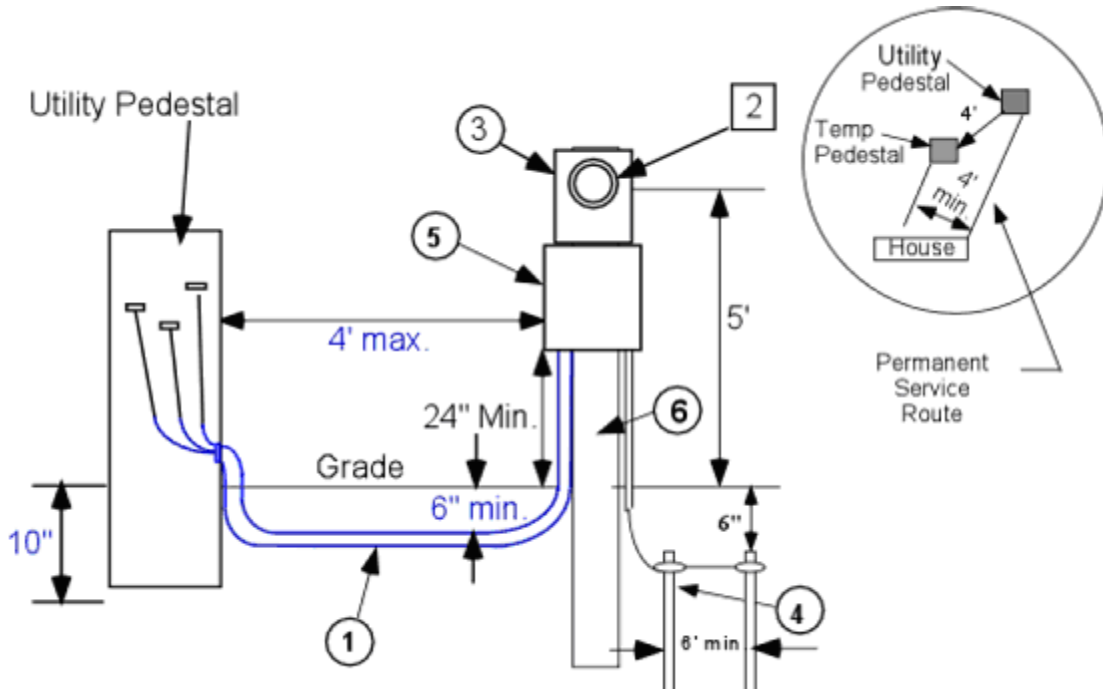 Utility Pedestal
3
2
5
4' max.
5'
24" Min.
6
Grade
6" min.
10"
6"
1
4
6' min
Utility
Pedestal
4'
Temp
Pedestal
4'
min.
House
Permanent
Service
Route